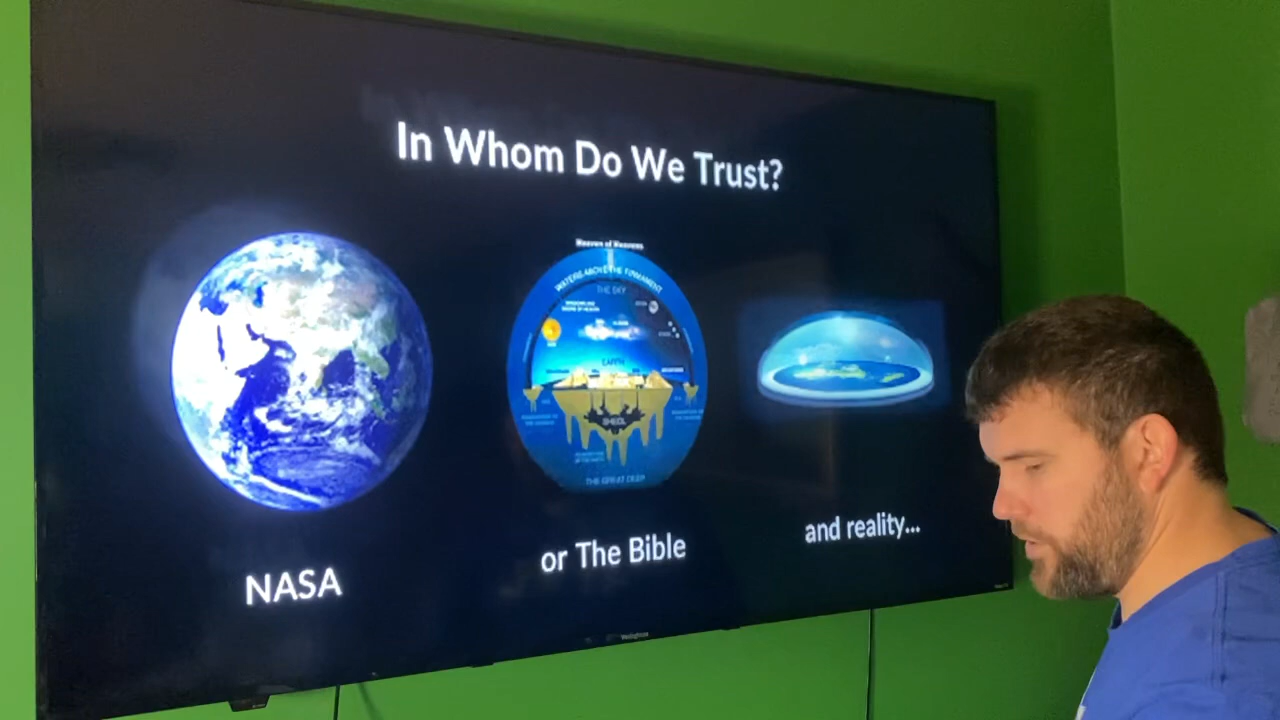 In Whom Do We Trust?
Heaven of Heavens
WATERS ABOVE THE FIRMAMENT
THE SKY
EARTH
SHEOL
THE GREAT DEEP
NASA
or The Bible
and reality...
Westinghouse